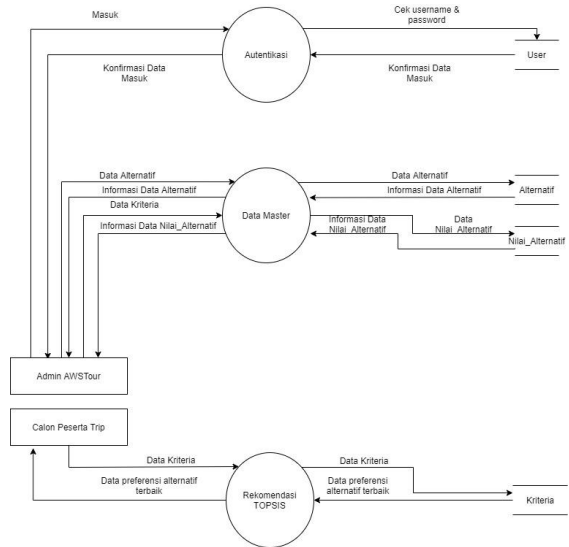 Masuk
Cek username &
password
Autentikasi
User
Konfirmasi Data
Masuk
Konfirmasi Data
Masuk
Data Alternatif
Informasi Data Alternatif
Data Kriteria
Informasi Data Nilai_Alternatif
Data Master
Data Alternatif
Informasi Data Alternatif
Alternatif
Informasi Data
Nilai_Alternatif
Data
Nilai_Alternatif
Nilai_Alternatif
Admin AWSTour
Calon Peserta Trip
Data Kriteria
Data preferensi alternatif
terbaik
Rekomendasi
TOPSIS
Data Kriteria
Data preferensi
alternatif terbaik
Kriteria